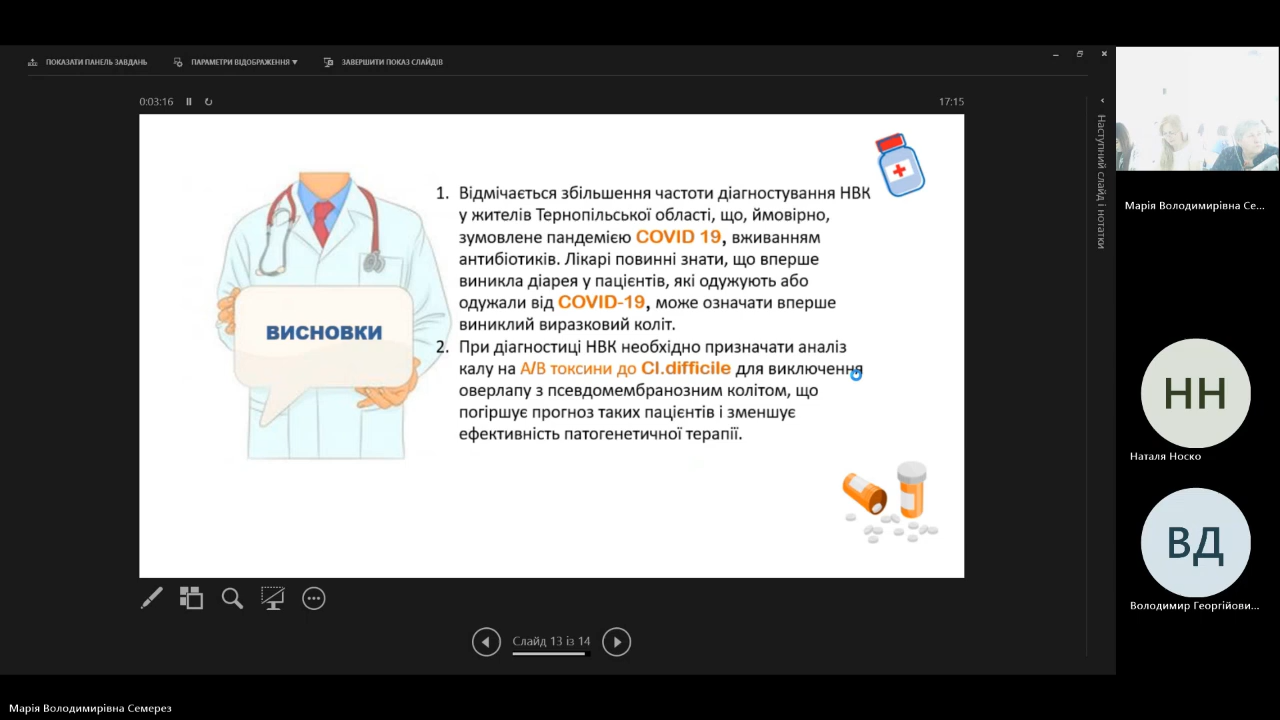 ПОКАЗАТИ ПАНЕЛЬ ЗАВДАНЬ ПАРАМЕТРИ ВІДОБРАЖЕННЯ ▾ ЗАВЕРШИТИ ПОКАЗ СЛАЙДІВ
0:03:16 17:15
Наступний слайд і нотатки
ВИСНОВКИ
1. Відмічається збільшення частоти діагностування НВК
у жителів Тернопільської області, що, ймовірно,
зумовлене пандемією COVID 19, вживанням
антибіотиків. Лікарі повинні знати, що вперше
виникла діарея у пацієнтів, які одужують або
одужали від COVID-19, може означати вперше
виниклий виразковий коліт.
2. При діагностиці НВК необхідно призначати аналіз
калу на А/В токсини до Cl.difficile для виключення
оверлапу з псевдомембранозним колітом, що
погіршує прогноз таких пацієнтів і зменшує
ефективність патогенетичної терапії.
Слайд 13 із 14
Марія Володимирівна Се...
НН
Наталя Носко
ВД
Володимир Георгійови...
Марія Володимирівна Семерез